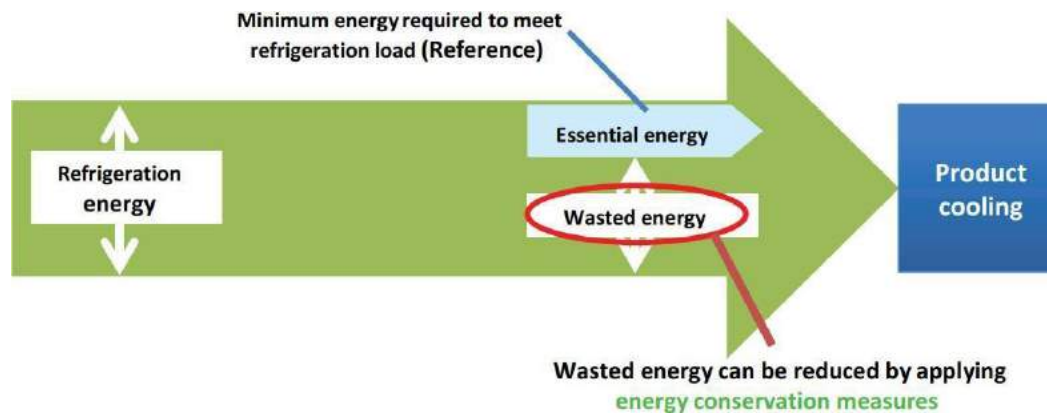 Minimum energy required to meet
refrigeration load (Reference)
Essential energy
Refrigeration
energy
Wasted energy
Product
cooling
Wasted energy can be reduced by applying
energy conservation measures